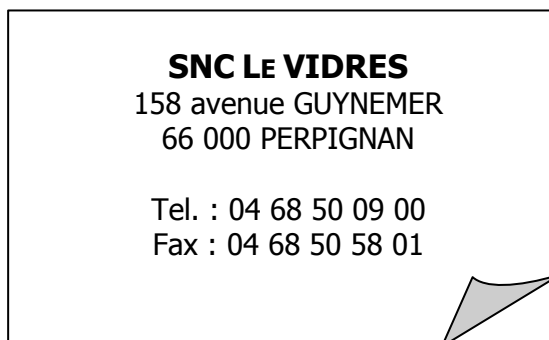 SNC LE VIDRES
158 avenue GUYNEMER
66 000 PERPIGNAN
Tel. : 04 68 50 09 00
Fax : 04 68 50 58 01